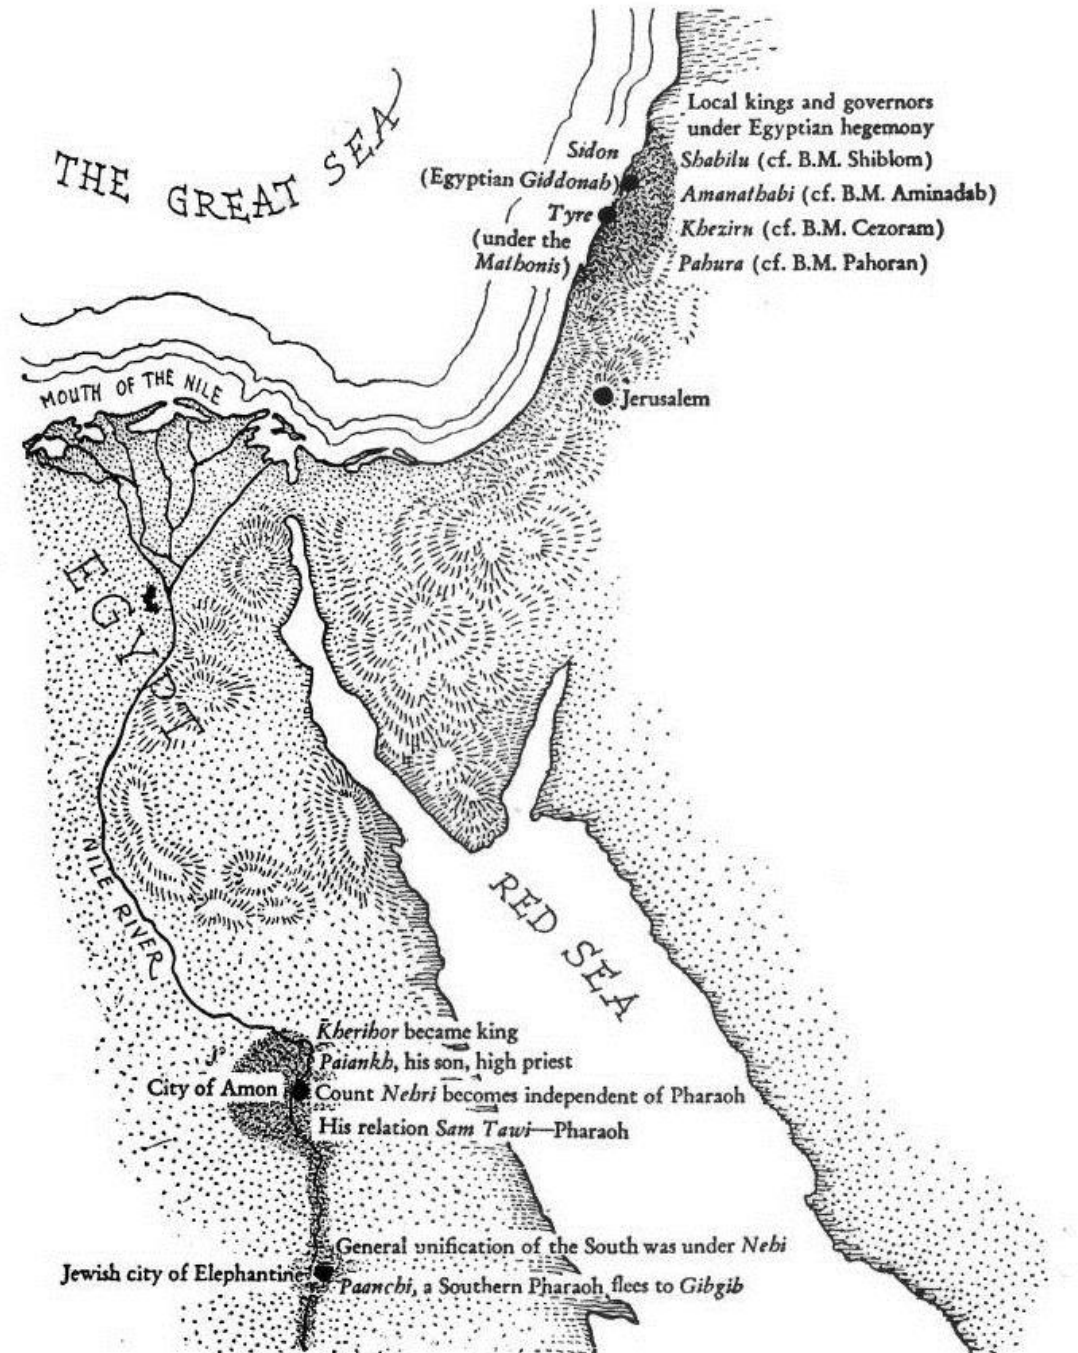 THE GREAT SEA
Local kings and governors
under Egyptian hegemony
Shabilu (cf. B.M. Shiblom)
Amanathabi (cf. B.M. Aminadab)
Khezirn (cf. B.M. Cezoram)
Pahura (cf. B.M. Pahoran)
Sidon
(Egyptian Giddonah)
Tyre
(under the
Mathonis)
Jerusalem
MOUTH OF THE NILE
EGYPT
NILE RIVER
RED SEA
Kherihor became king
Paiankh, his son, high priest
City of Amon
Count Nehri becomes independent of Pharaoh
His relation Sam Tawi—Pharaoh
General unification of the South was under Nehi
Jewish city of Elephantine
Paanchi, a Southern Pharaoh flees to Gibgib